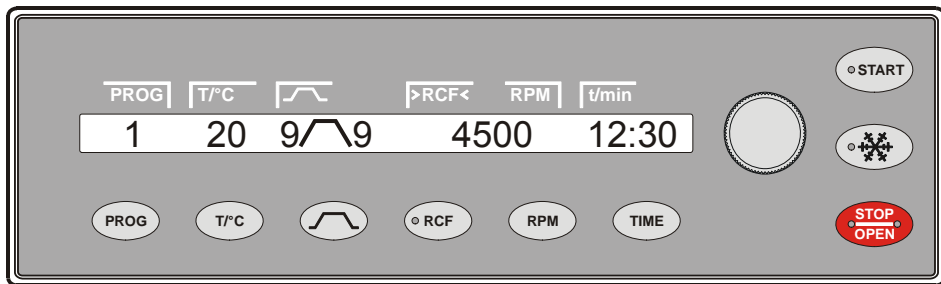 START
PROG T/°C >RCF< RPM t/min
1 20 9 9 4500 12:30
PROG T/°C RCF RPM TIME
STOP
OPEN